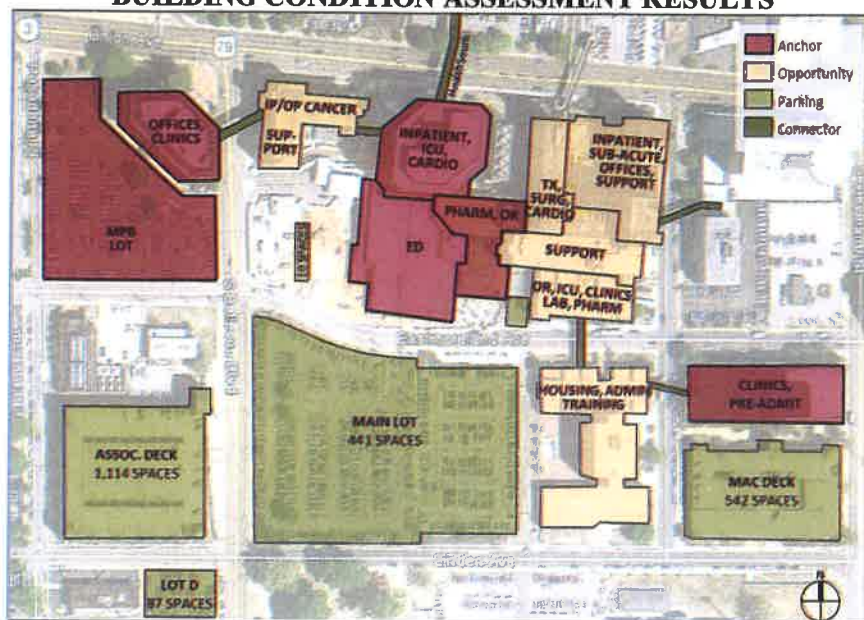 BUILDING CONDITION ASSESSMENT RESULTS
79
Anchor
Opportunity
Parking
Connector
OFFICES,
CLINICS
IP/OP CANCER
SUP-
PORT
INPATIENT,
ICU,
CARDIO
INPATIENT,
SUB-ACUTE,
OFFICES,
SUPPORT
TX,
SURG,
CARDIO
PHARM, OR
MPB
LOT
ED
SUPPORT
OR, ICU, CLINICS
LAB, PHARM
HOUSING, ADMIN
TRAINING
CLINICS,
PRE-ADMIT
MAIN LOT
441 SPACES
ASSOC. DECK
1,114 SPACES
MAC DECK
542 SPACES
LOT D
87 SPACES
N